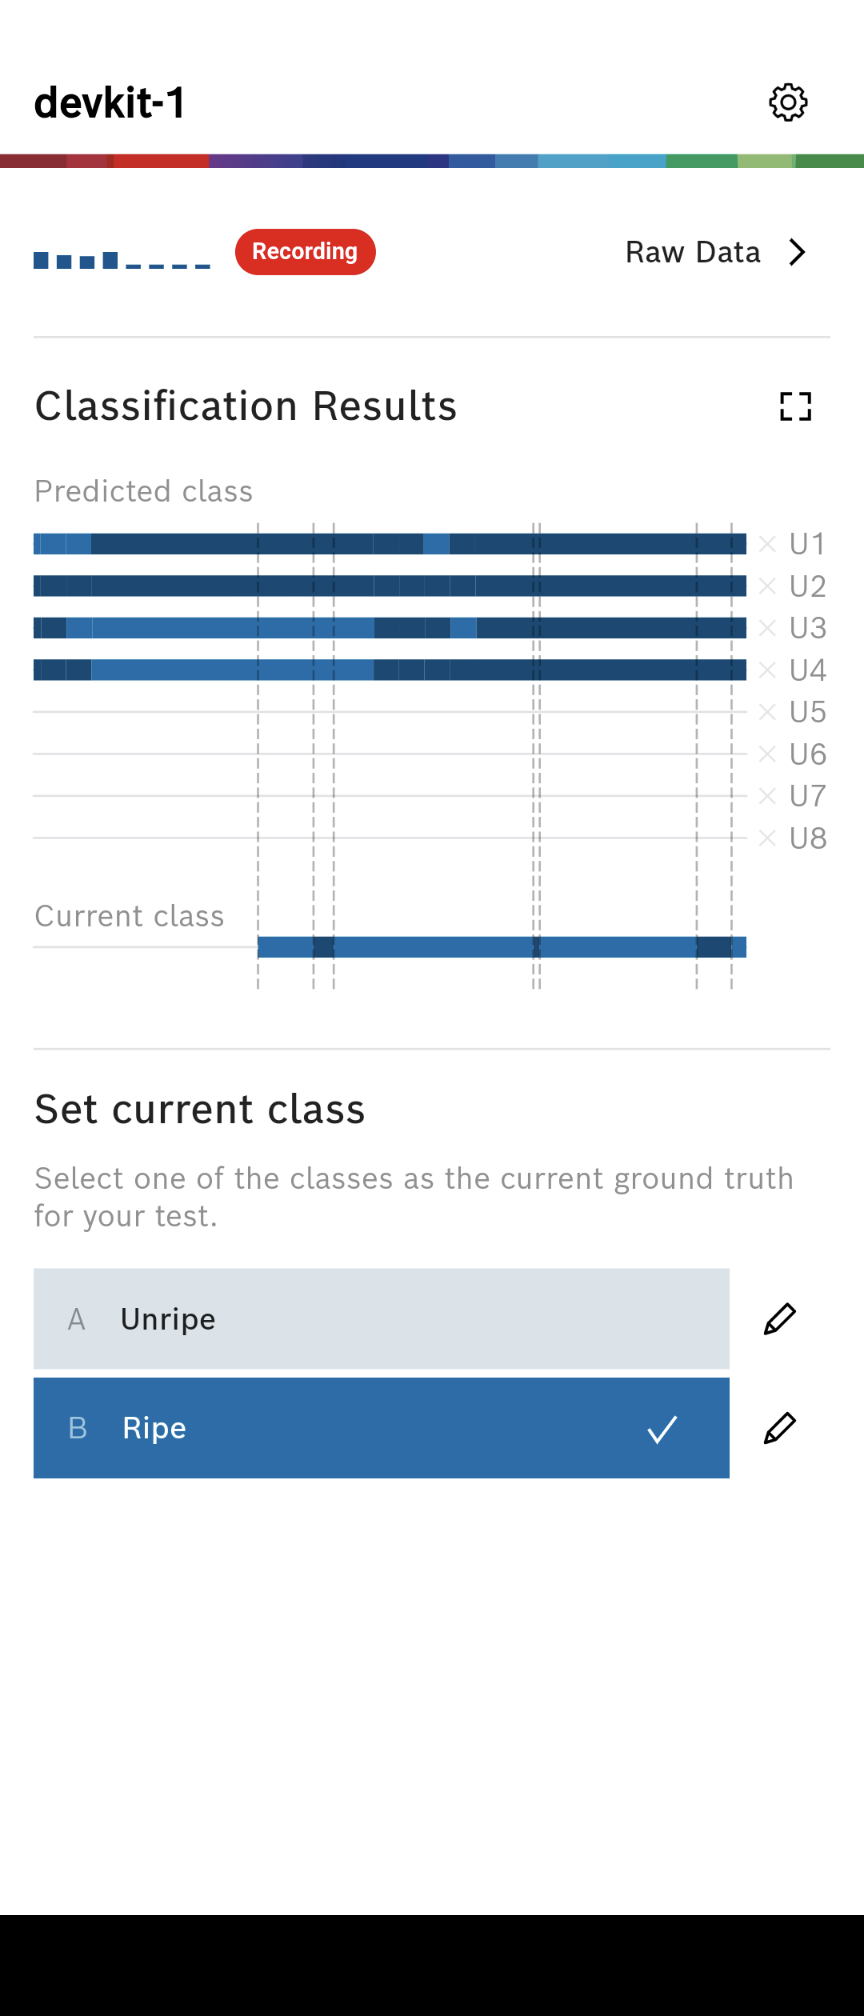 devkit-1
Recording
Raw Data
Classification Results
Predicted class
U1
U2
U3
U4
U5
U6
U7
U8
Current class
Set current class
Select one of the classes as the current ground truth
for your test.
A Unripe
B Ripe